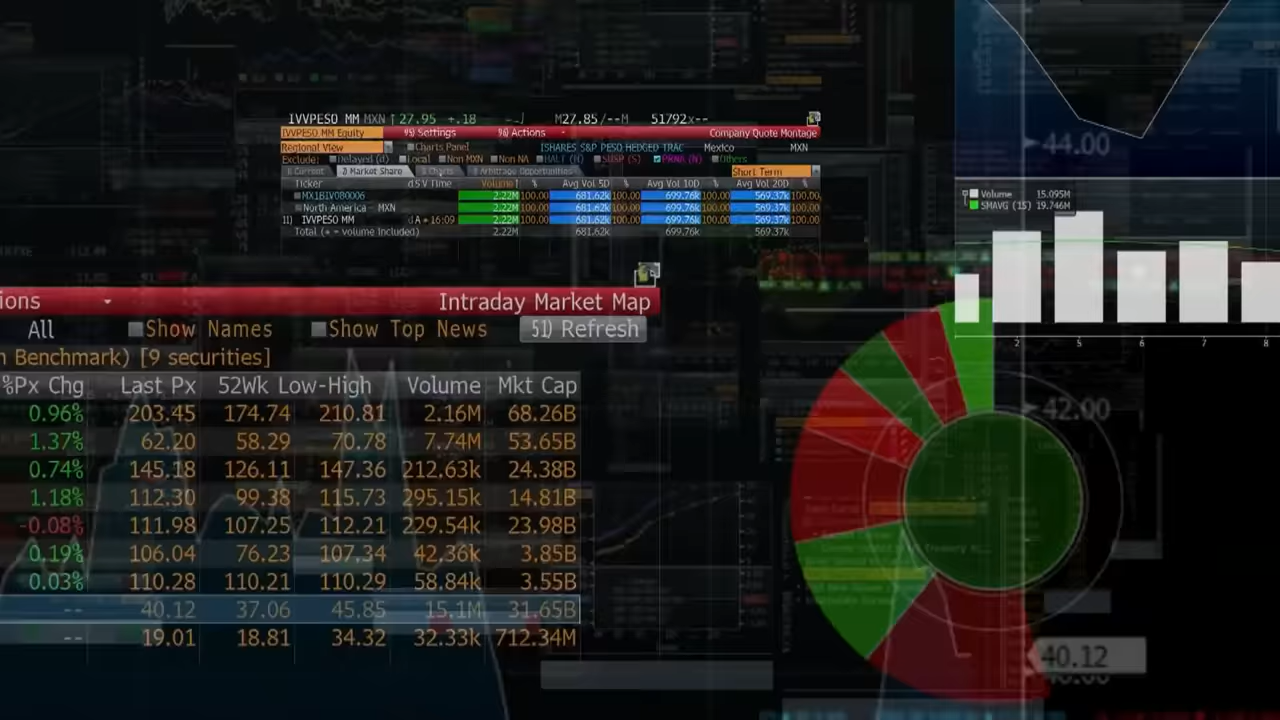 IVVPESO MM MXN 27.95 +.18 M27.85/--M 51792x--
IVVPESO MM Equity 95) Settings 96) Actions Company Quote Montage
Regional View Charts Panel ISHARES S&P PESO HEDGED TRAC Mexico MXN
Exclude: Delayed (d) Local Non MXN Non NA HALT (H) SUSP (S) PRNA (N) Others
Current 2) Market Share Charts Arbitrage Opportunities Short Term
Ticker dS V Time Volume % Avg Vol 5D % Avg Vol 10D % Avg Vol 20D %
MX1BIV080006 2.22M 100.00 681.62k 100.00 699.76k 100.00 569.37k 100.00
North America - MXN 2.22M 100.00 681.62k 100.00 699.76k 100.00 569.37k 100.00
11) IVVPESO MM d A 16:09 2.22M 100.00 681.62k 100.00 699.76k 100.00 569.37k 100.00
Total (* = volume included) 2.22M 681.62k 699.76k 569.37k
44.00
Volume 15.095M
SMAVG (15) 19.746M
2 5 6 7 8
ions Intraday Market Map
All Show Names Show Top News 51) Refresh
Benchmark) [9 securities]
%Px Chg Last Px 52Wk Low-High Volume Mkt Cap
0.96% 203.45 174.74 210.81 2.16M 68.26B
1.37% 62.20 58.29 70.78 7.74M 53.65B
0.74% 145.18 126.11 147.36 212.63k 24.38B
1.18% 112.30 99.38 115.73 295.15k 14.81B
-0.08% 111.98 107.25 112.21 229.54k 23.98B
0.19% 106.04 76.23 107.34 42.36k 3.85B
0.03% 110.28 110.21 110.29 58.84k 3.55B
-- 40.12 37.06 45.85 15.1M 31.65B
-- 19.01 18.81 34.32 32.33k 712.34M
42.00
40.12
40.00